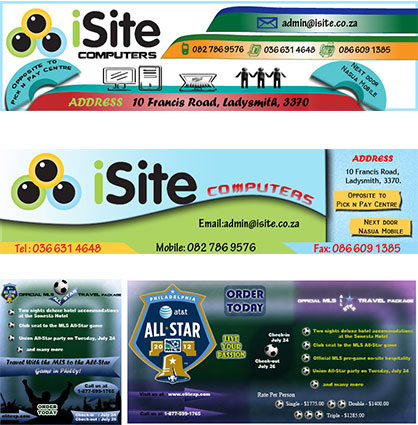 iSite
COMPUTERS
admin@isite.co.za
082 786 9576
036 631 4648
086 609 1385
OPPOSITE TO
PICK N PAY CENTRE
NEXT DOOR
NASUA MOBILE
ADDRESS 10 Francis Road, Ladysmith, 3370
iSite COMPUTERS
Email:admin@isite.co.za
Tel : 036 631 4648
Mobile: 082 786 9576
Fax: 086 609 1385
ADDRESS
10 Francis Road,
Ladysmith, 3370.
OPPOSITE TO
PICK N PAY CENTRE
NEXT DOOR
NASUA MOBILE
OFFICIAL MLS TRAVEL PACKAGE
Two nights deluxe hotel accommodations
at the Sonesta Hotel!
Club seat to the MLS All-Star game
Union All-Star party on Tuesday, July 24
and many more
Travel With the MJS to the All-Star
Game in Philly!
Call us at
1-877-599-1765
ORDER
TODAY
Check-in : July 24
Check-out : July 26
PHILADELPHIA
at&t
ALL-STAR
20 12
Visit us at www.elitexp.com
ORDER
TODAY
LIVE
YOUR
PASSION
Check-in
July 24
Check-out
July 26
Call us at
1-877-599-1765
OFFICIAL MLS TRAVEL PACKAGE
Two nights deluxe hotel accommodations
at the Sonesta Hotel!
Club seat to the MLS All-Star game
Official MLS pre-game on-site hospitality
Union All-Star party on Tuesday, July 24
and many more
Rate Per Person
Single - $1775.00
Double - $1400.00
Triple - $1285.00